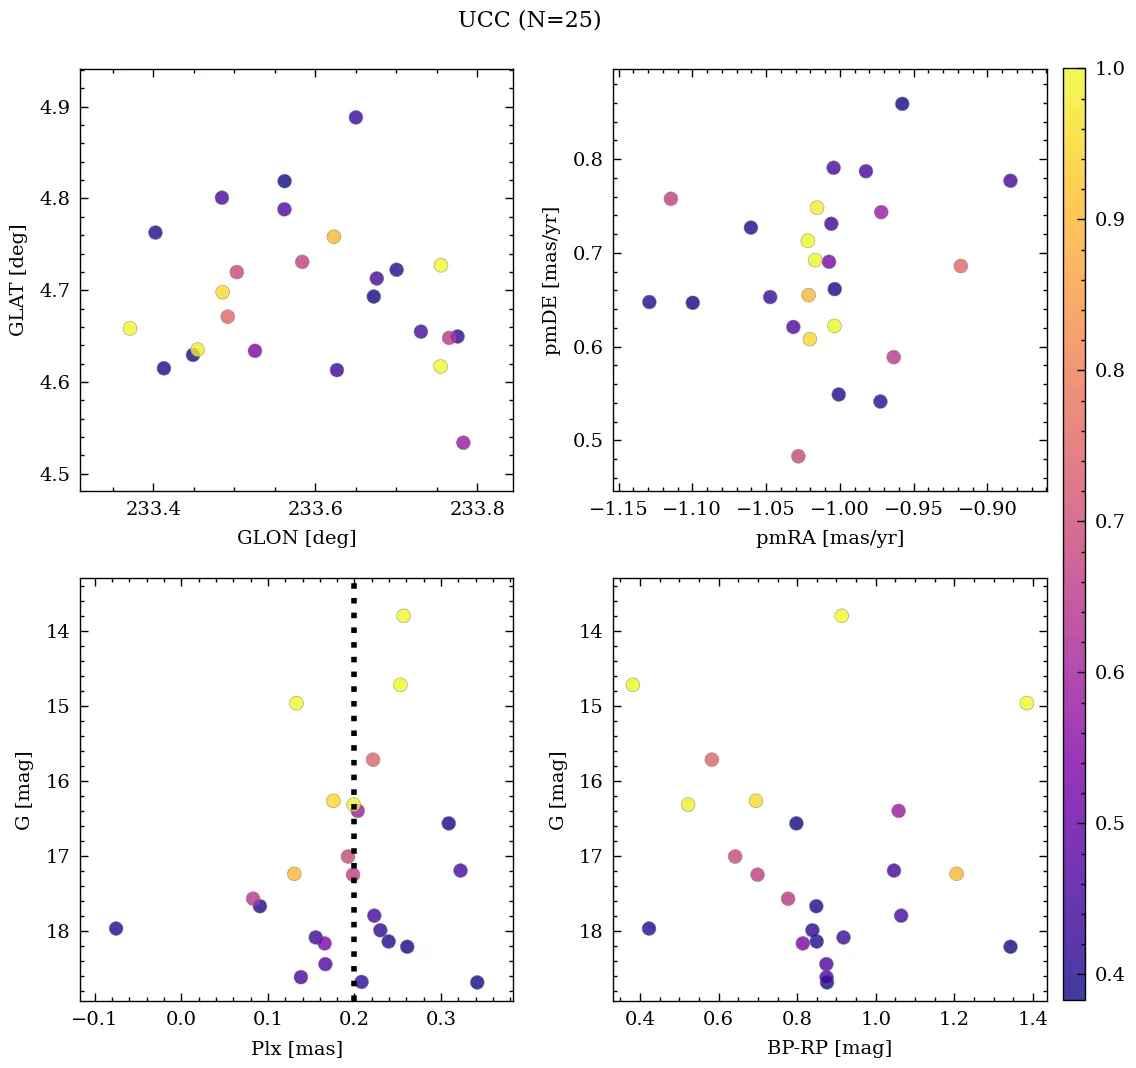 UCC (N=25)
4.9
4.8
4.7
4.6
4.5
GLAT [deg]
233.4 233.6 233.8
GLON [deg]
0.8
0.7
0.6
0.5
pmDE [mas/yr]
−1.15 −1.10 −1.05 −1.00 −0.95 −0.90
pmRA [mas/yr]
14
15
16
17
18
G [mag]
−0.1 0.0 0.1 0.2 0.3
Plx [mas]
14
15
16
17
18
G [mag]
0.4 0.6 0.8 1.0 1.2 1.4
BP-RP [mag]
1.0
0.9
0.8
0.7
0.6
0.5
0.4